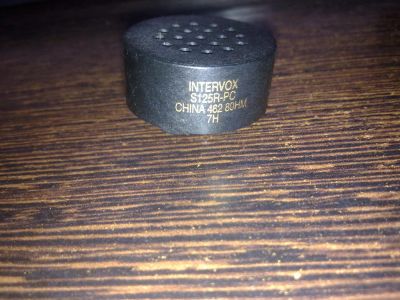 INTERVOX
S125R-PC
CHINA 462 8OHM
7H